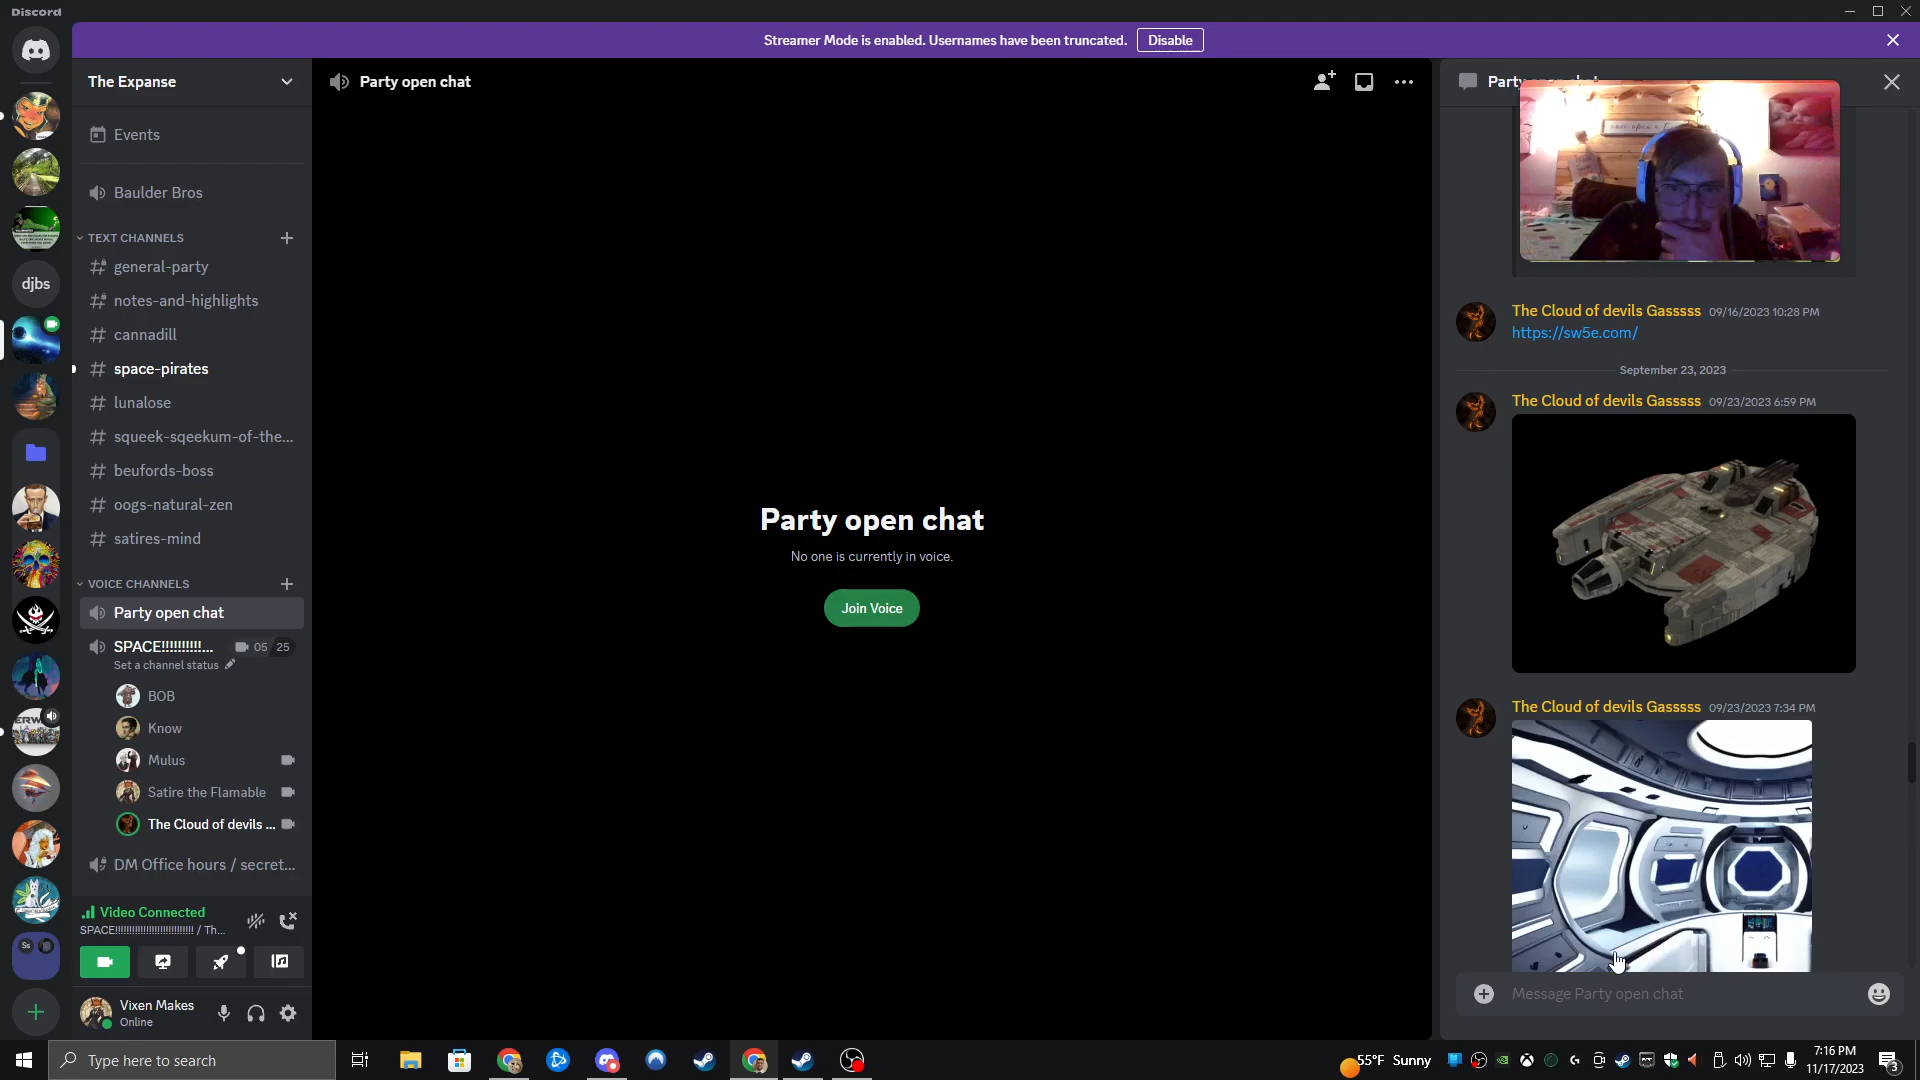 Discord
Streamer Mode is enabled. Usernames have been truncated.
Disable
The Expanse
Events
Baulder Bros
TEXT CHANNELS
general-party
notes-and-highlights
cannadill
space-pirates
lunalose
squeek-sqeekum-of-the...
beufords-boss
oogs-natural-zen
satires-mind
VOICE CHANNELS
Party open chat
SPACE!!!!!!!!!!... 05 25
Set a channel status
BOB
Know
Mulus
Satire the Flamable
The Cloud of devils ...
DM Office hours / secret...
Video Connected
Vixen Makes
Online
djbs
Ss
Party open chat
Party open chat
No one is currently in voice.
Join Voice
The Cloud of devils Gasssss 09/16/2023 10:28 PM
https://sw5e.com/
September 23, 2023
The Cloud of devils Gasssss 09/23/2023 6:59 PM
The Cloud of devils Gasssss 09/23/2023 7:34 PM
Message Party open chat
Type here to search
55°F Sunny
7:16 PM
11/17/2023
3